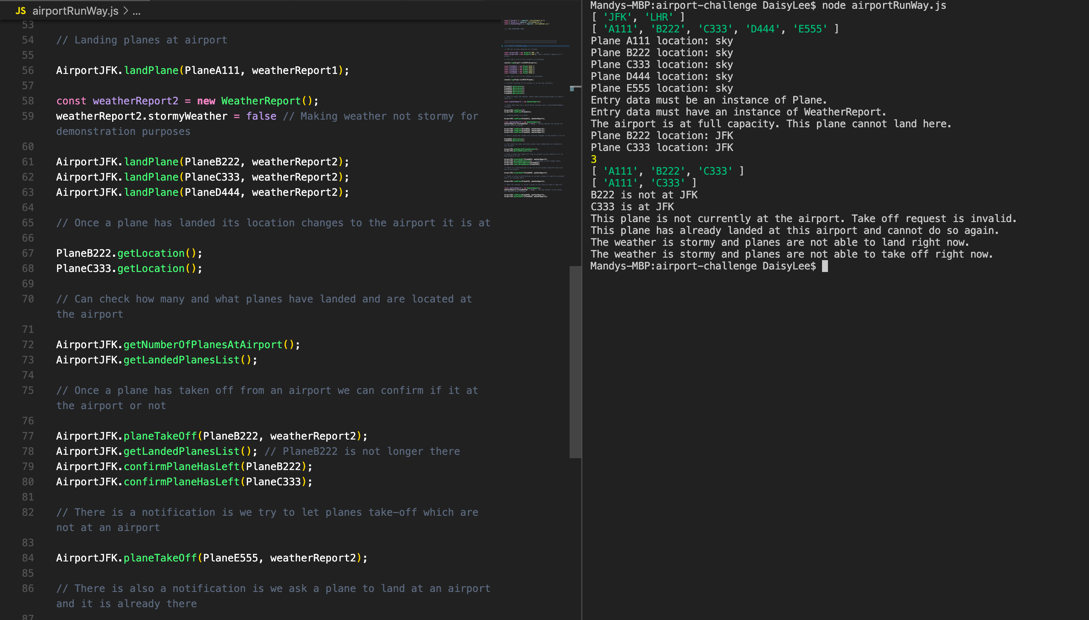 JS airportRunWay.js > ...
53
54 // Landing planes at airport
55
56 AirportJFK.landPlane(PlaneA111, weatherReport1);
57
58 const weatherReport2 = new WeatherReport();
59 weatherReport2.stormyWeather = false // Making weather not stormy for
demonstration purposes
60
61 AirportJFK.landPlane(PlaneB222, weatherReport2);
62 AirportJFK.landPlane(PlaneC333, weatherReport2);
63 AirportJFK.landPlane(PlaneD444, weatherReport2);
64
65 // Once a plane has landed its location changes to the airport it is at
66
67 PlaneB222.getLocation();
68 PlaneC333.getLocation();
69
70 // Can check how many and what planes have landed and are located at
the airport
71
72 AirportJFK.getNumberOfPlanesAtAirport();
73 AirportJFK.getLandedPlanesList();
74
75 // Once a plane has taken off from an airport we can confirm if it at
the airport or not
76
77 AirportJFK.planeTakeOff(PlaneB222, weatherReport2);
78 AirportJFK.getLandedPlanesList(); // PlaneB222 is not longer there
79 AirportJFK.confirmPlaneHasLeft(PlaneB222);
80 AirportJFK.confirmPlaneHasLeft(PlaneC333);
81
82 // There is a notification is we try to let planes take-off which are
not at an airport
83
84 AirportJFK.planeTakeOff(PlaneE555, weatherReport2);
85
86 // There is also a notification is we ask a plane to land at an airport
and it is already there
87
Mandys-MBP:airport-challenge DaisyLee$ node airportRunWay.js
[ 'JFK', 'LHR' ]
[ 'A111', 'B222', 'C333', 'D444', 'E555' ]
Plane A111 location: sky
Plane B222 location: sky
Plane C333 location: sky
Plane D444 location: sky
Plane E555 location: sky
Entry data must be an instance of Plane.
Entry data must have an instance of WeatherReport.
The airport is at full capacity. This plane cannot land here.
Plane B222 location: JFK
Plane C333 location: JFK
3
[ 'A111', 'B222', 'C333' ]
[ 'A111', 'C333' ]
B222 is not at JFK
C333 is at JFK
This plane is not currently at the airport. Take off request is invalid.
This plane has already landed at this airport and cannot do so again.
The weather is stormy and planes are not able to land right now.
The weather is stormy and planes are not able to take off right now.
Mandys-MBP:airport-challenge DaisyLee$